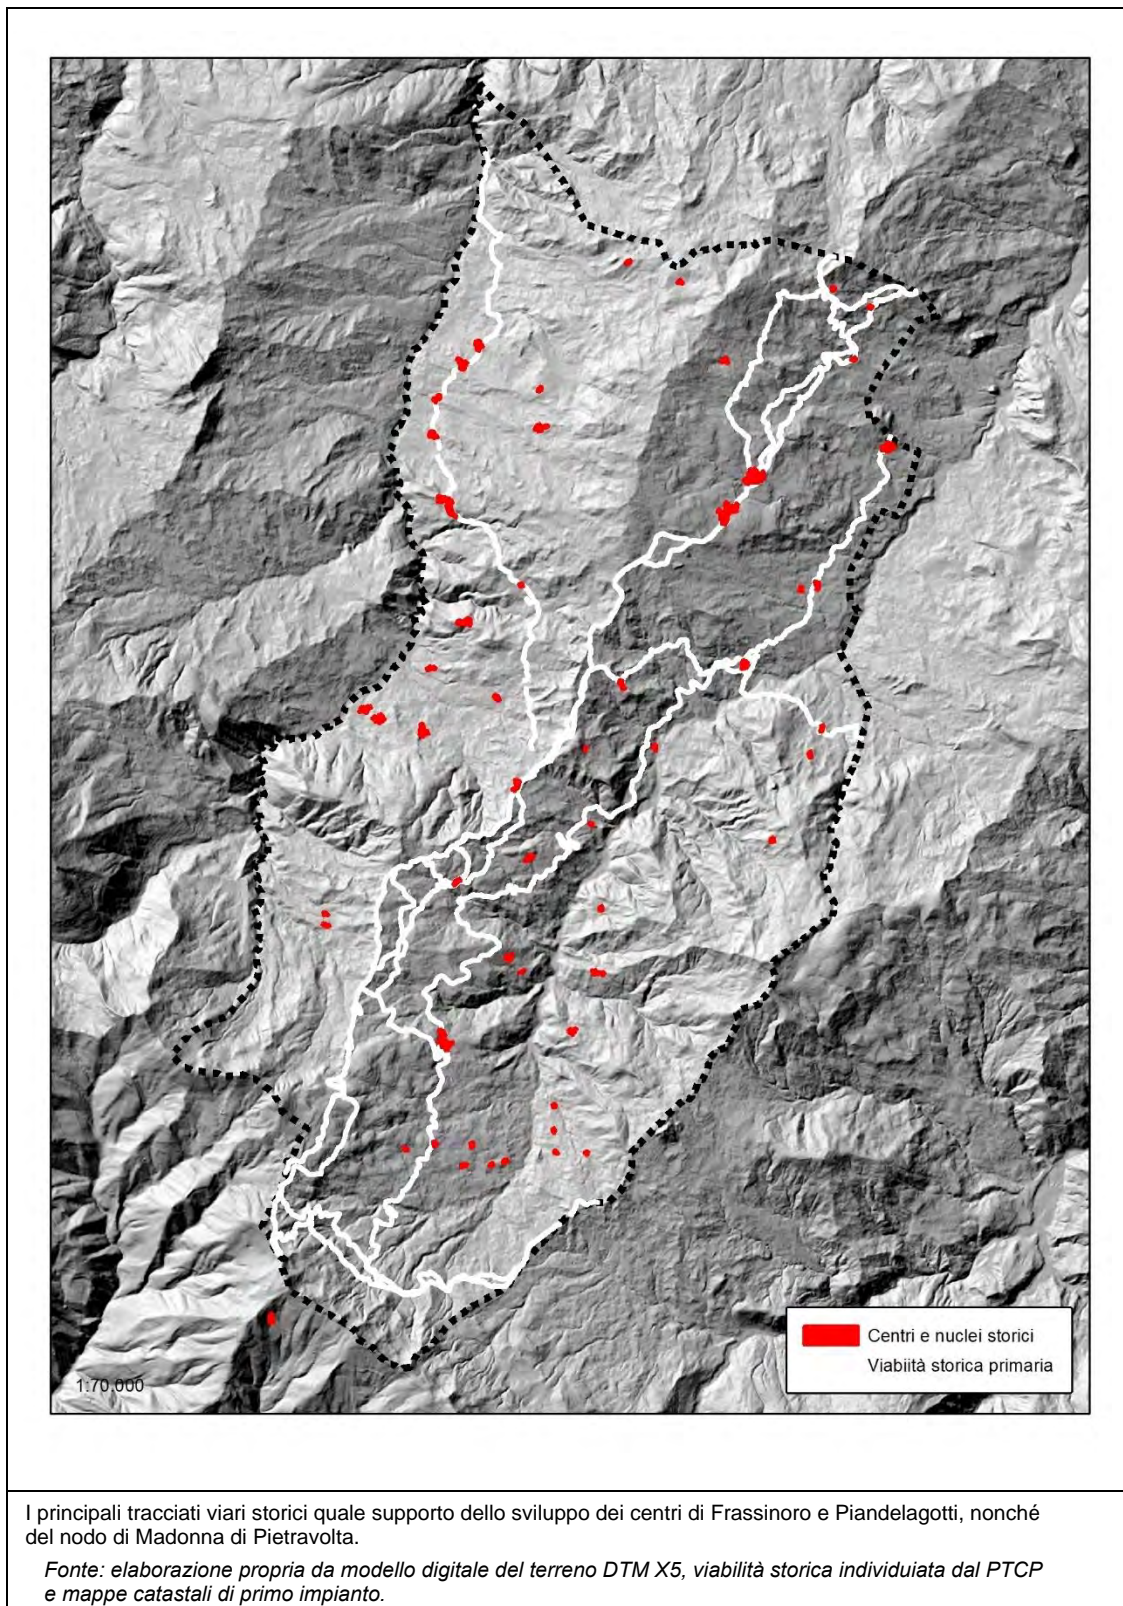 Centri e nuclei storici
Viabiità storica primaria
1:70.000
I principali tracciati viari storici quale supporto dello sviluppo dei centri di Frassinoro e Piandelagotti, nonché
del nodo di Madonna di Pietravolta.
Fonte: elaborazione propria da modello digitale del terreno DTM X5, viabilità storica individuiata dal PTCP
e mappe catastali di primo impianto.